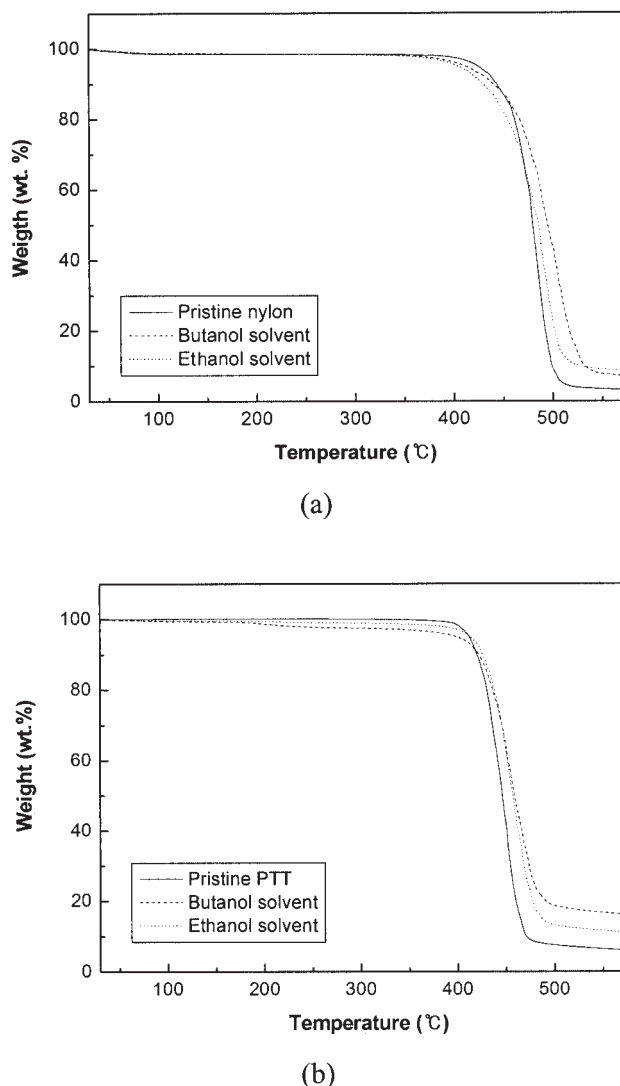 100
80
60
40
20
0
Weigth (wt. %)
Pristine nylon
Butanol solvent
Ethanol solvent
100
200
300
400
500
Temperature (℃)
(a)
100
80
60
40
20
0
Weight (wt.%)
Pristine PTT
Butanol solvent
Ethanol solvent
100
200
300
400
500
Temperature (℃)
(b)